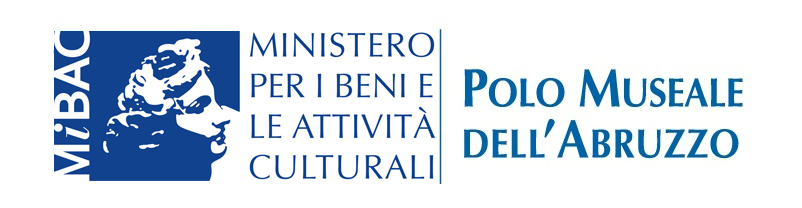 MiBAC
MINISTERO
PER I BENI E
LE ATTIVITÀ
CULTURALI
POLO MUSEALE
DELL'ABRUZZO